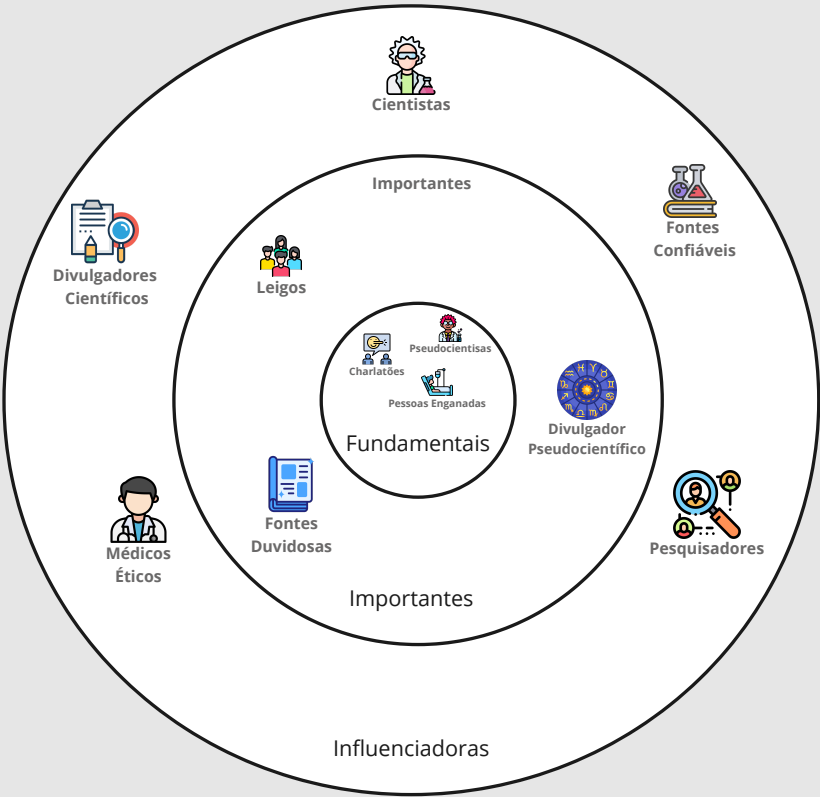 Cientistas
Importantes
Fontes
Confiáveis
Divulgadores
Científicos
Leigos
Pseudocientisas
Charlatões
Pessoas Enganadas
Fundamentais
Divulgador
Pseudocientífico
Fontes
Duvidosas
Médicos
Éticos
Pesquisadores
Importantes
Influenciadoras